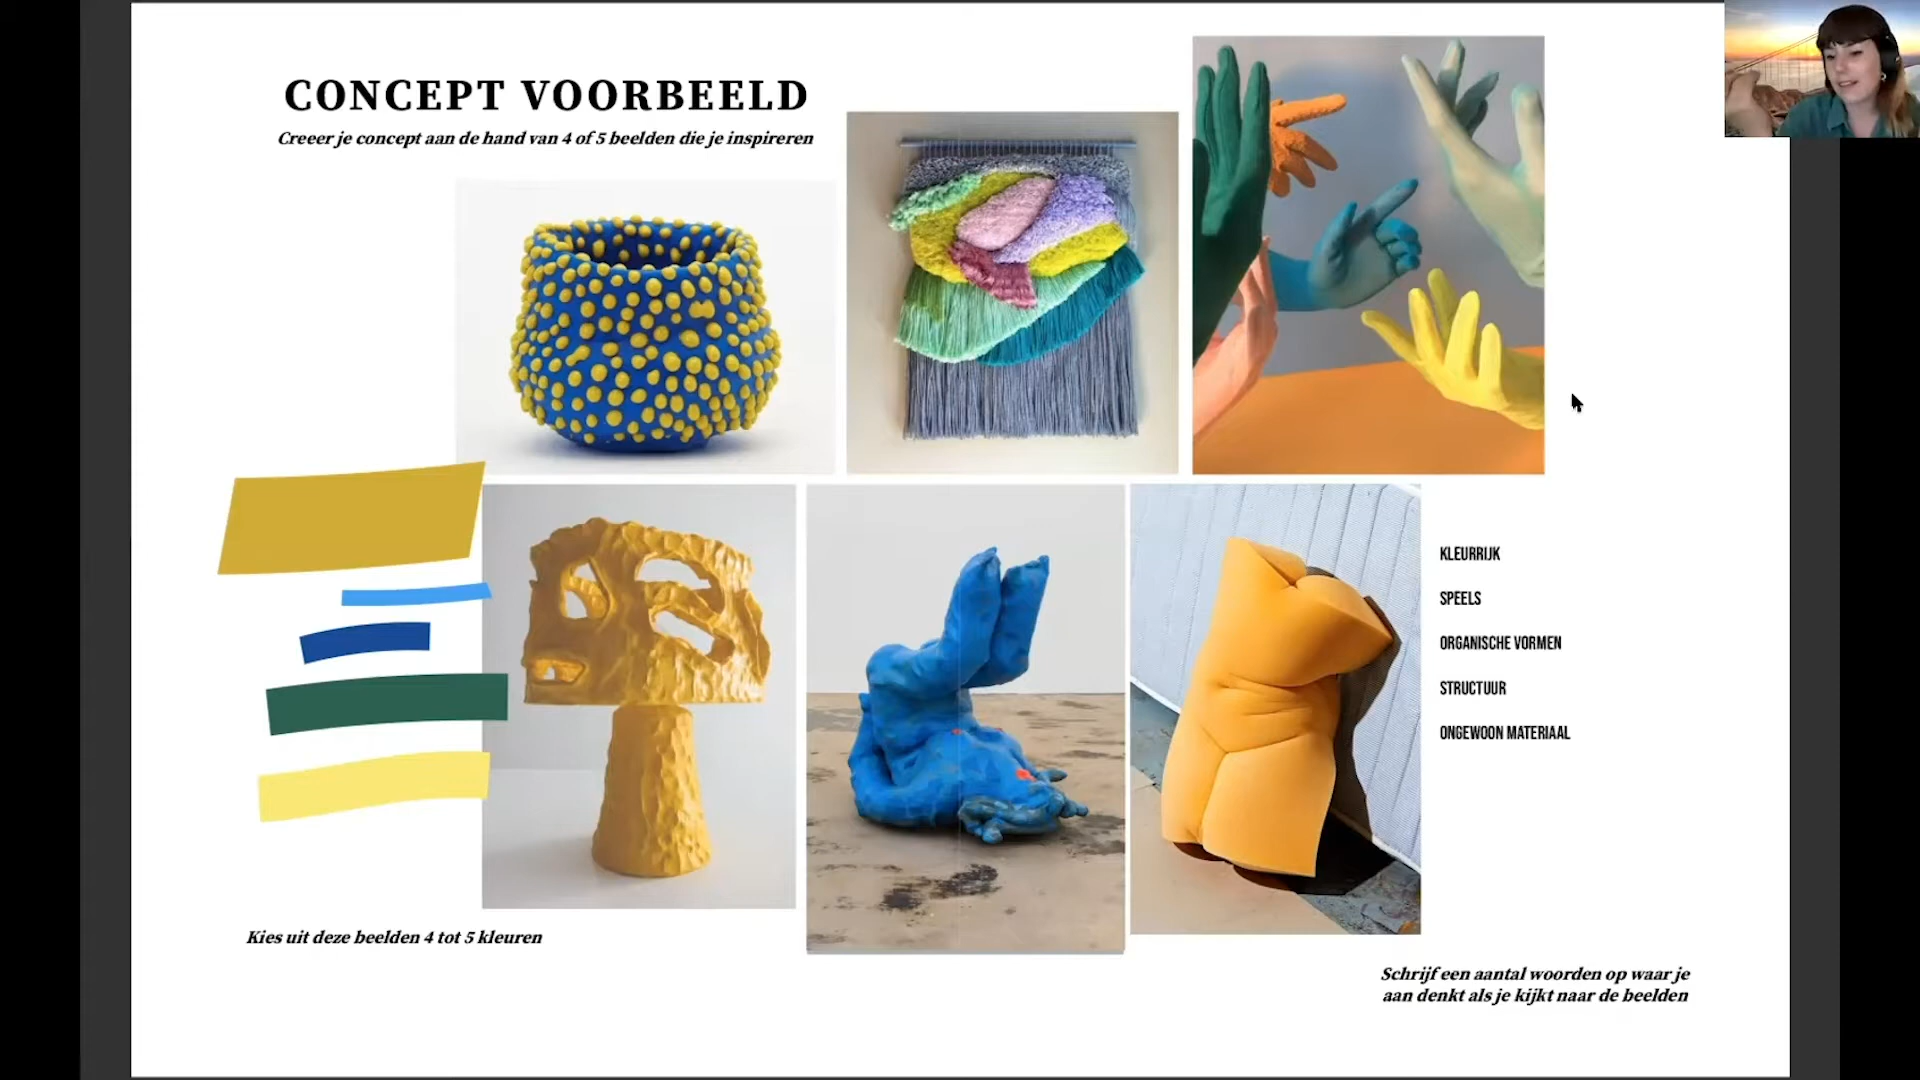 CONCEPT VOORBEELD
Creeer je concept aan de hand van 4 of 5 beelden die je inspireren
KLEURRIJK
SPEELS
ORGANISCHE VORMEN
STRUCTUUR
ONGEWOON MATERIAAL
Kies uit deze beelden 4 tot 5 kleuren
Schrijf een aantal woorden op waar je
aan denkt als je kijkt naar de beelden